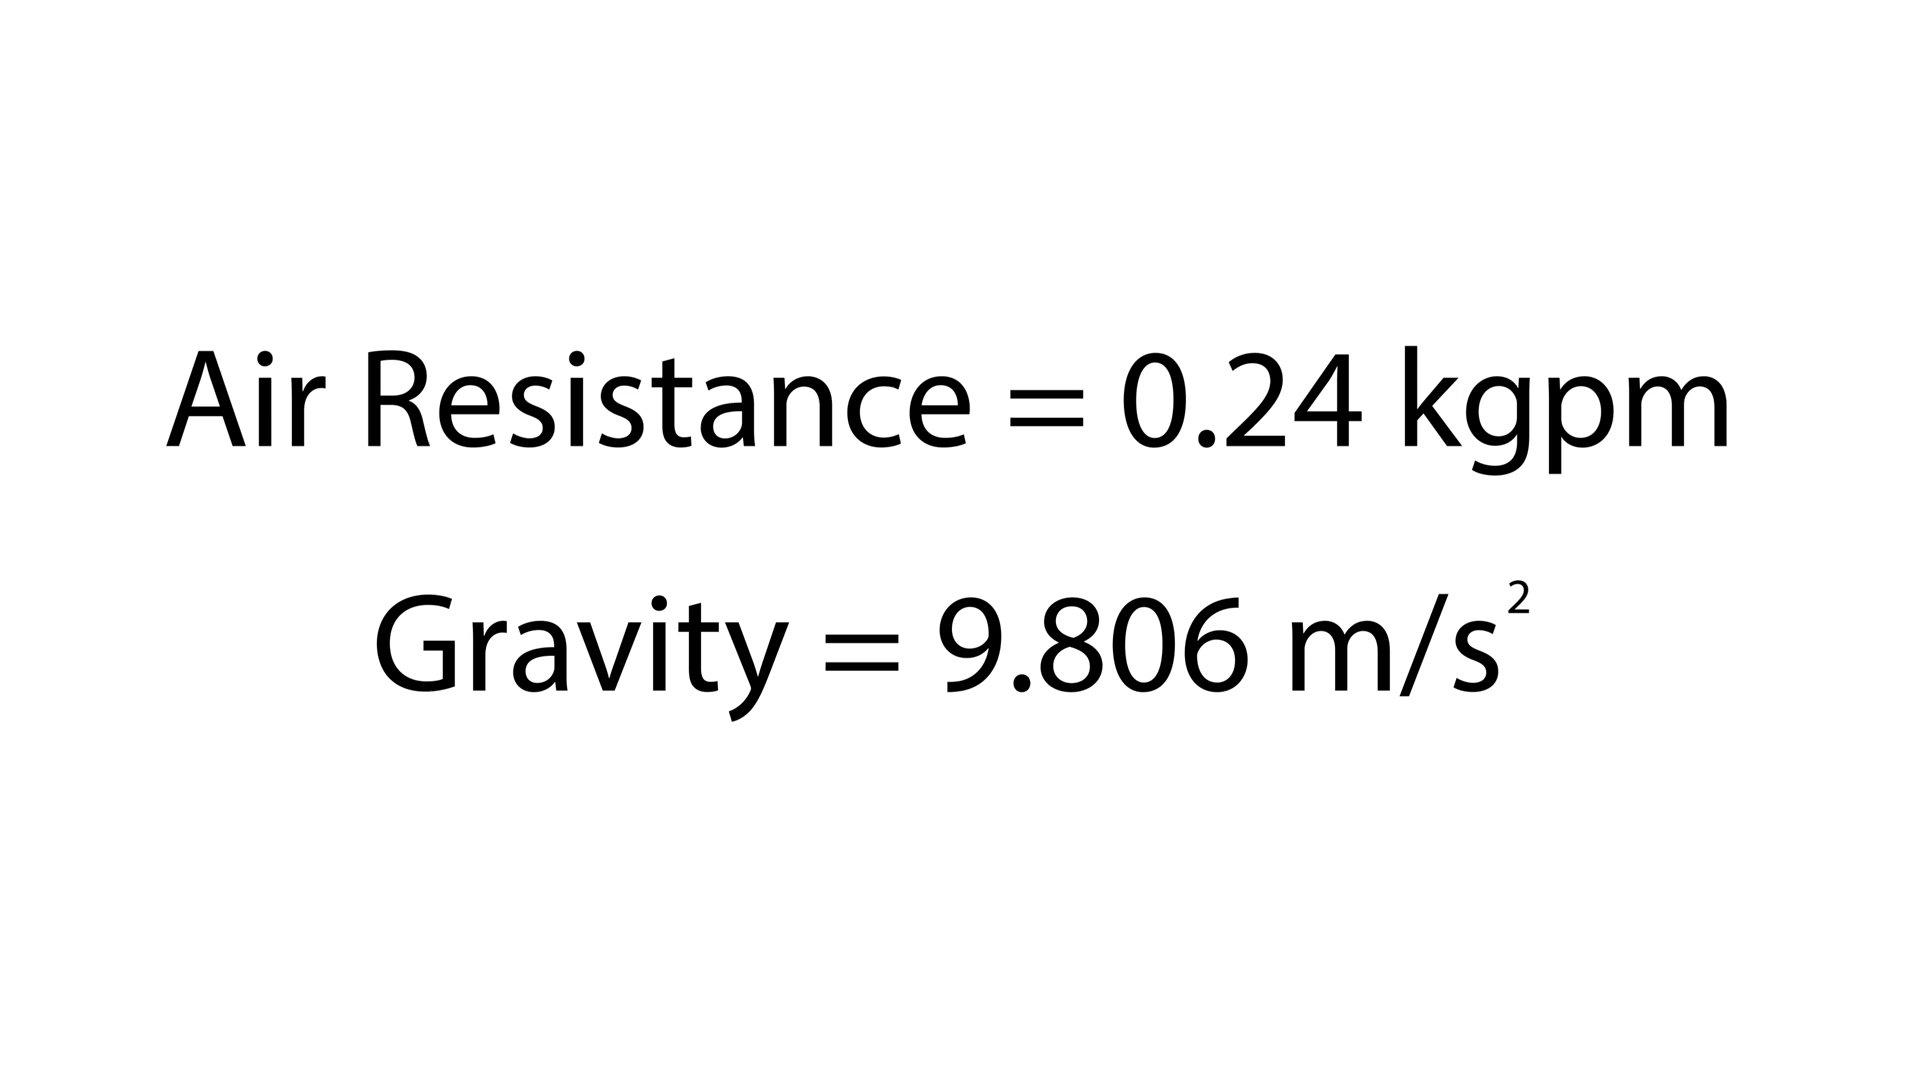 Air Resistance = 0.24 kgpm
Gravity = 9.806 m/s²